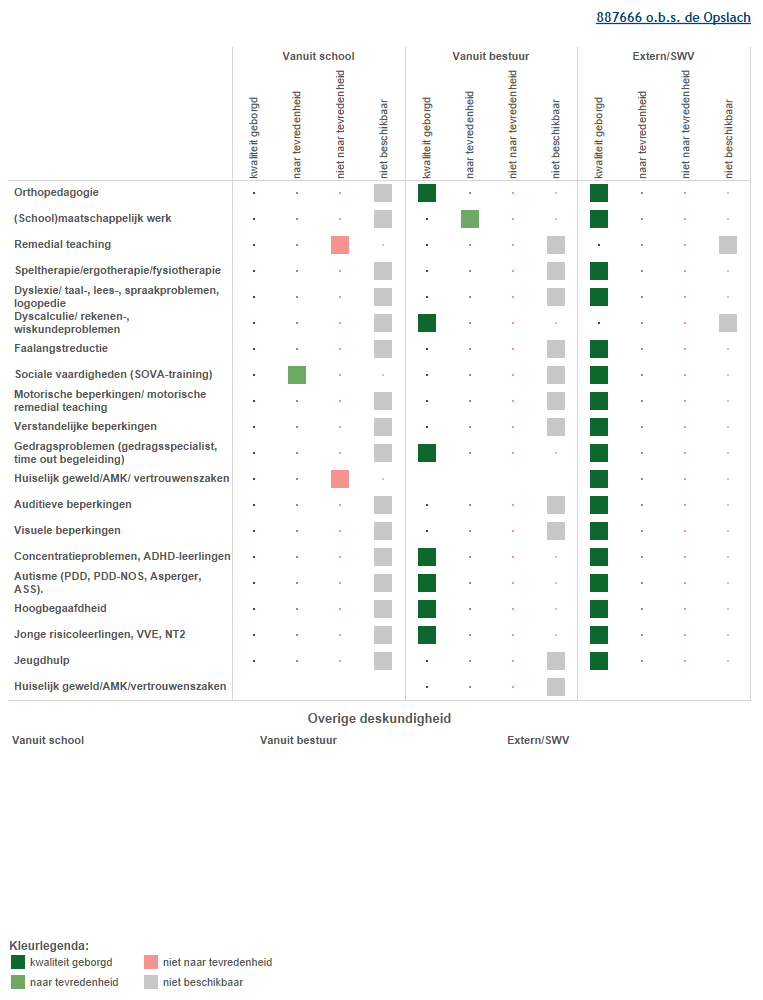 887666 o.b.s. de Opslach
Vanuit school Vanuit bestuur Extern/SWV
kwaliteit geborgd naar tevredenheid niet naar tevredenheid niet beschikbaar kwaliteit geborgd naar tevredenheid niet naar tevredenheid niet beschikbaar kwaliteit geborgd naar tevredenheid niet naar tevredenheid niet beschikbaar
Orthopedagogie
(School)maatschappelijk werk
Remedial teaching
Speltherapie/ergotherapie/fysiotherapie
Dyslexie/ taal-, lees-, spraakproblemen,
logopedie
Dyscalculie/ rekenen-,
wiskundeproblemen
Faalangstreductie
Sociale vaardigheden (SOVA-training)
Motorische beperkingen/ motorische
remedial teaching
Verstandelijke beperkingen
Gedragsproblemen (gedragsspecialist,
time out begeleiding)
Huiselijk geweld/AMK/ vertrouwenszaken
Auditieve beperkingen
Visuele beperkingen
Concentratieproblemen, ADHD-leerlingen
Autisme (PDD, PDD-NOS, Asperger,
ASS).
Hoogbegaafdheid
Jonge risicoleerlingen, VVE, NT2
Jeugdhulp
Huiselijk geweld/AMK/vertrouwenszaken
Overige deskundigheid
Vanuit school Vanuit bestuur Extern/SWV
Kleurlegenda:
kwaliteit geborgd niet naar tevredenheid
naar tevredenheid niet beschikbaar